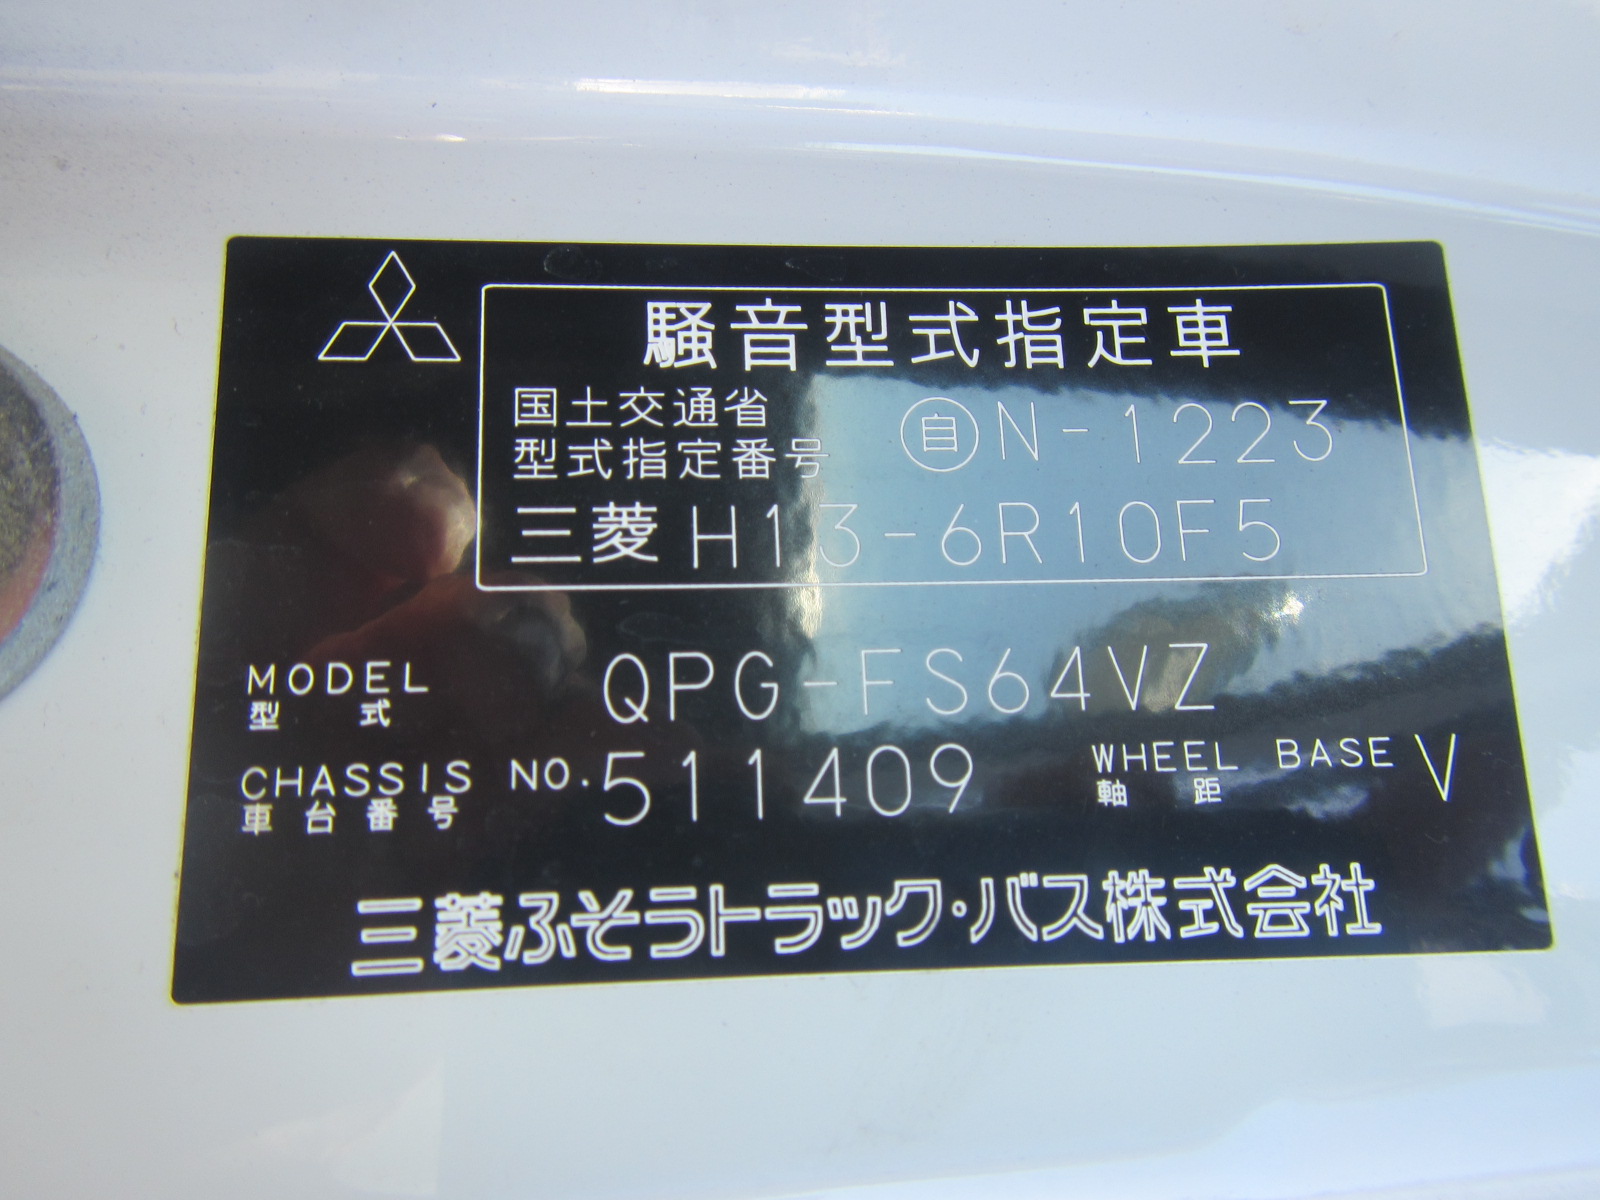 騒音型式指定車
国土交通省
型式指定番号 自 N-1223
三菱 H13-6R10F5
MODEL QPG-FS64VZ
型式
CHASSIS NO. 511409 WHEEL BASE V
車台番号 軸距
三菱ふそうトラック・バス株式会社